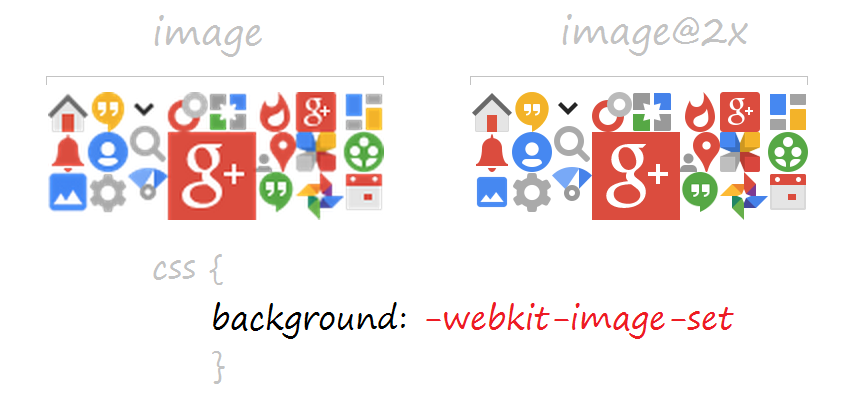 image image@2x
g+ g+
g+ g+
css {
background: -webkit-image-set
}